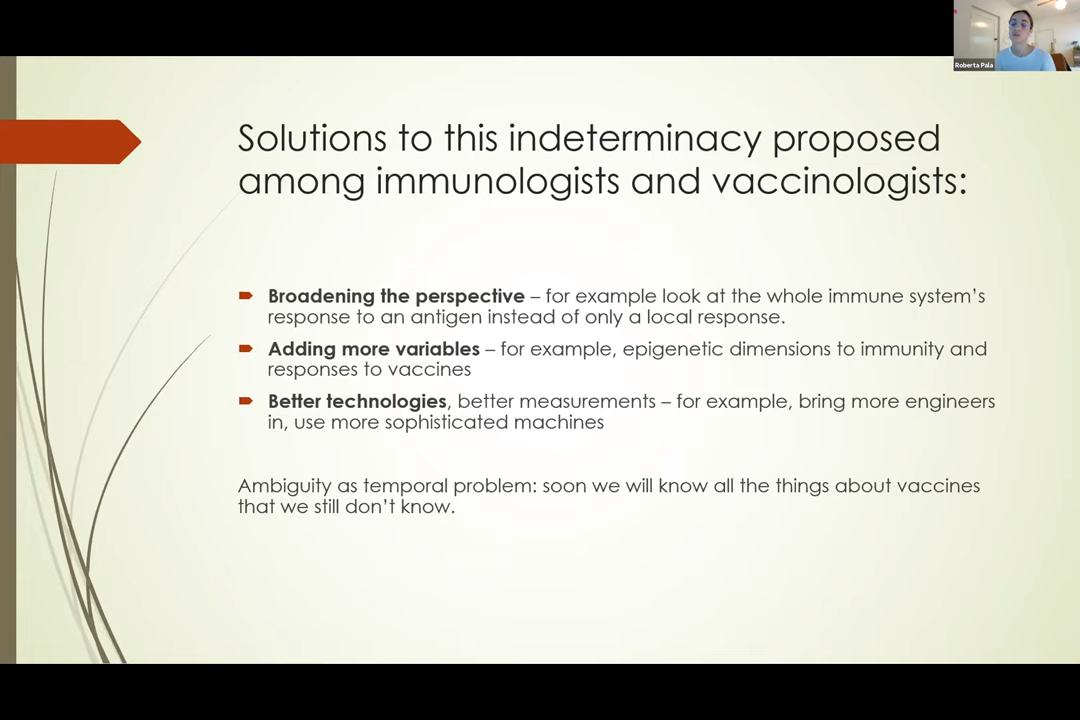 Roberta Pala
Solutions to this indeterminacy proposed
among immunologists and vaccinologists:
Broadening the perspective – for example look at the whole immune system's
response to an antigen instead of only a local response.
Adding more variables – for example, epigenetic dimensions to immunity and
responses to vaccines
Better technologies, better measurements – for example, bring more engineers
in, use more sophisticated machines
Ambiguity as temporal problem: soon we will know all the things about vaccines
that we still don't know.